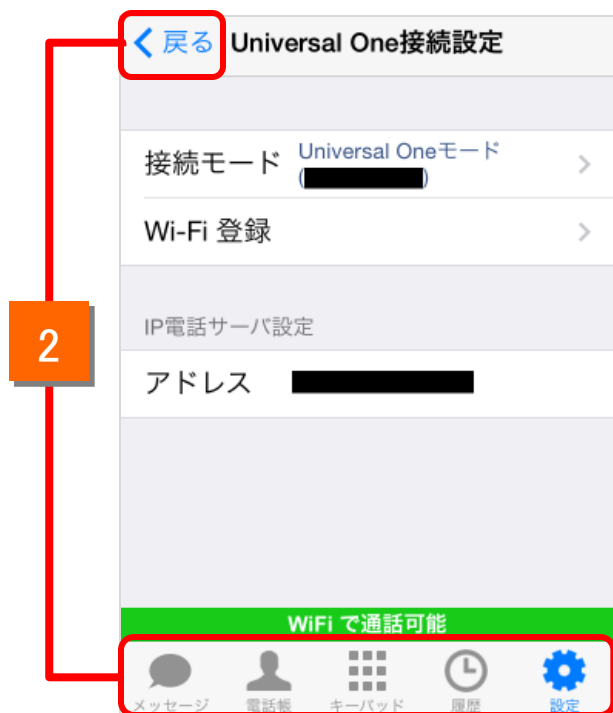 戻る Universal One接続設定
接続モード Universal Oneモード
( )
Wi-Fi 登録
2
IP電話サーバ設定
アドレス
WiFi で通話可能
メッセージ 電話帳 キーパッド 履歴 設定